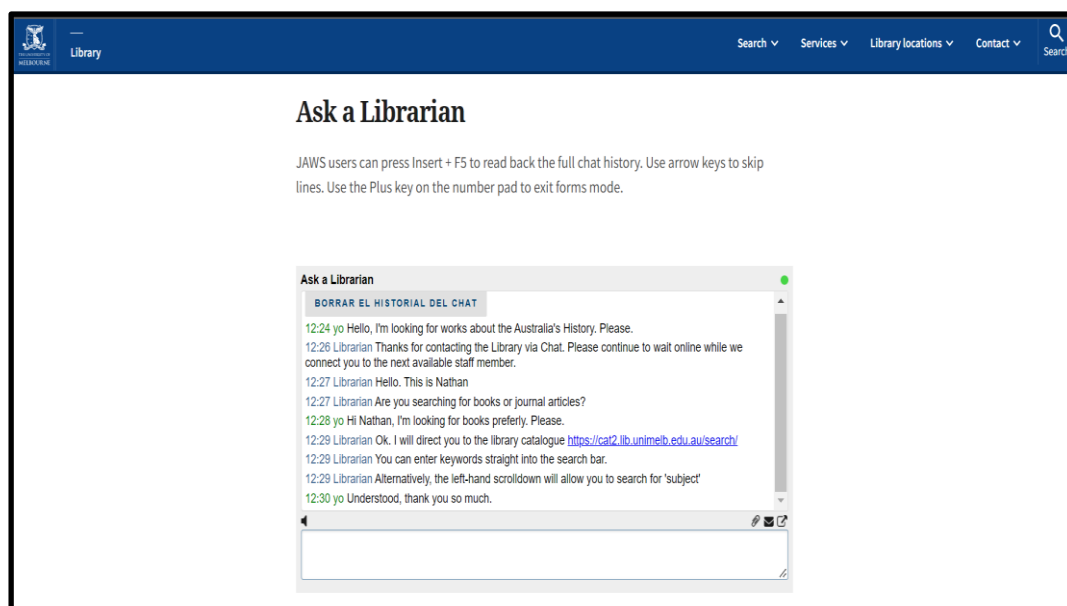 THE UNIVERSITY OF
MELBOURNE
Library
Search
Services
Library locations
Contact
Search
Ask a Librarian
JAWS users can press Insert + F5 to read back the full chat history. Use arrow keys to skip
lines. Use the Plus key on the number pad to exit forms mode.
Ask a Librarian
BORRAR EL HISTORIAL DEL CHAT
12:24 yo Hello, I'm looking for works about the Australia's History. Please.
12:26 Librarian Thanks for contacting the Library via Chat. Please continue to wait online while we
connect you to the next available staff member.
12:27 Librarian Hello. This is Nathan
12:27 Librarian Are you searching for books or journal articles?
12:28 yo Hi Nathan, I'm looking for books preferly. Please.
12:29 Librarian Ok. I will direct you to the library catalogue https://cat2.lib.unimelb.edu.au/search/
12:29 Librarian You can enter keywords straight into the search bar.
12:29 Librarian Alternatively, the left-hand scrolldown will allow you to search for 'subject'
12:30 yo Understood, thank you so much.